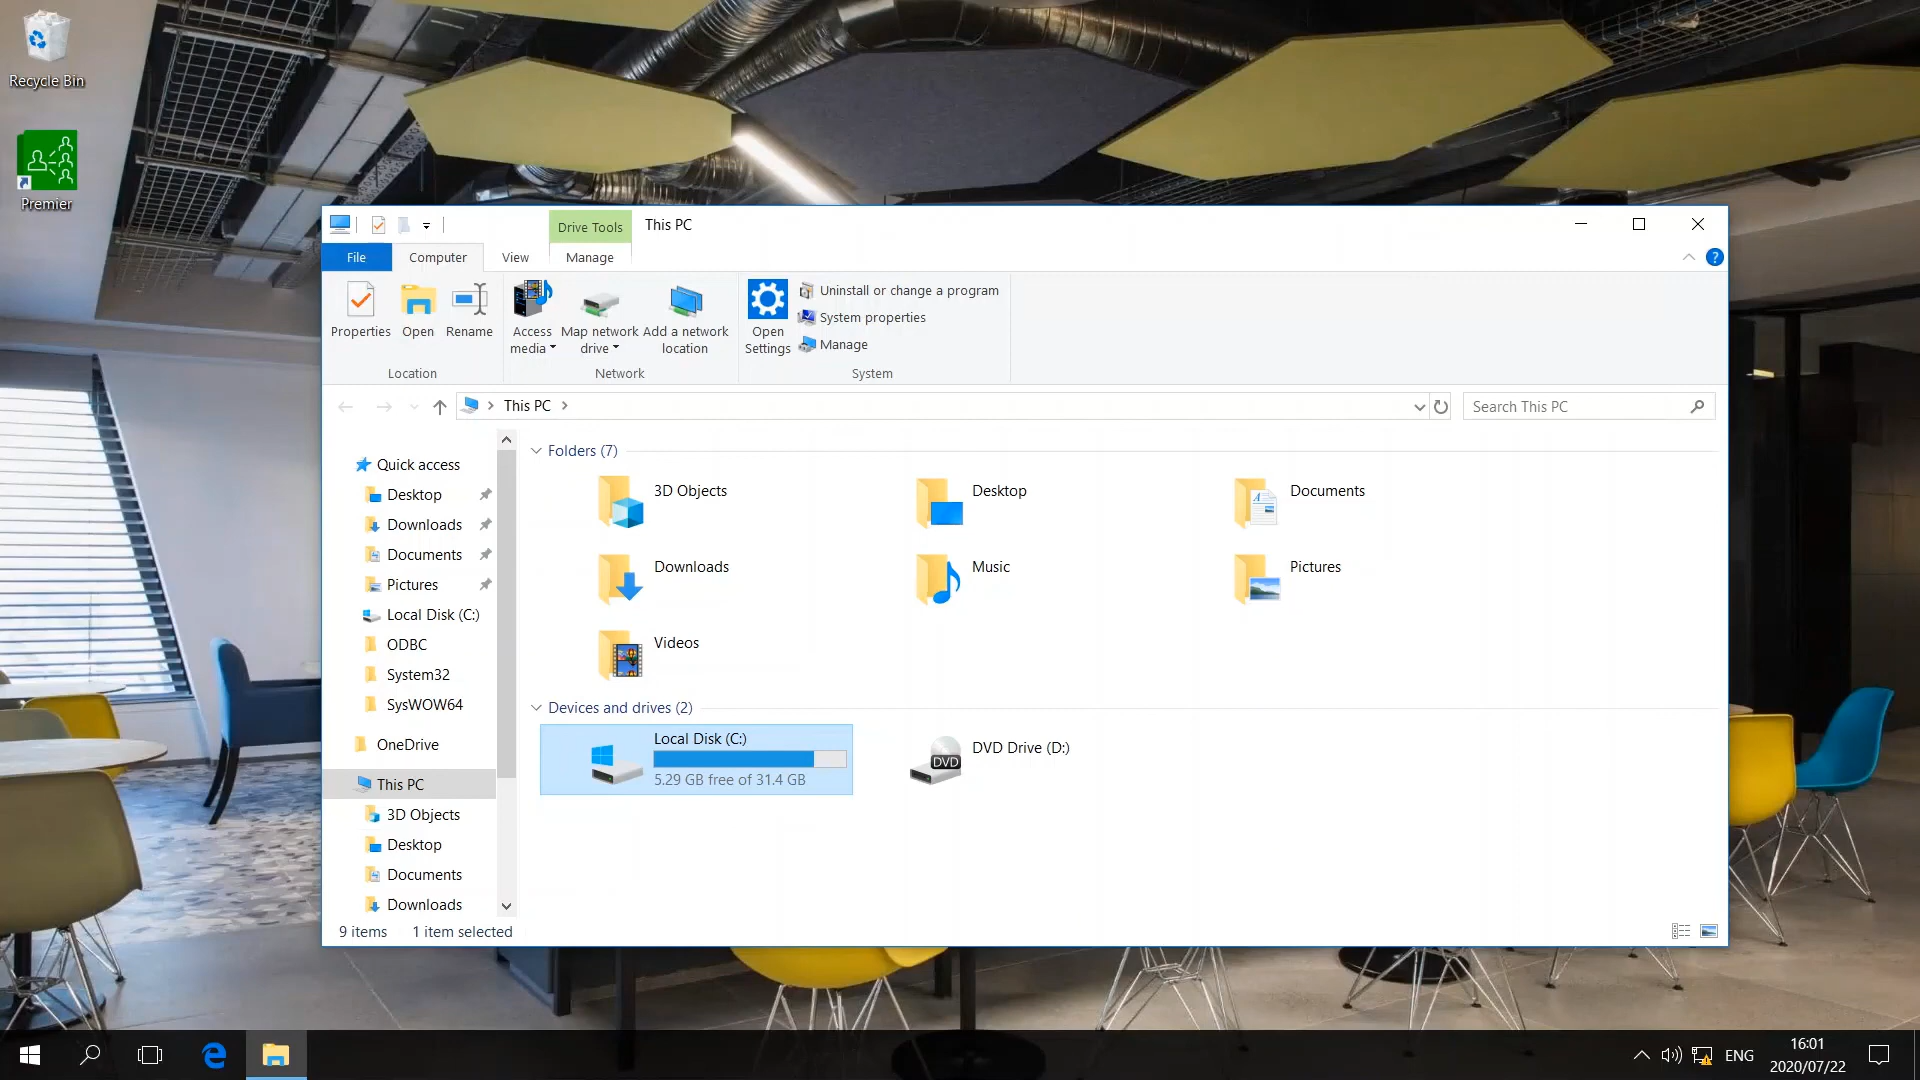 Recycle Bin
Premier
Drive Tools
This PC
File
Computer
View
Manage
?
Properties
Open
Rename
Access media
Map network drive
Add a network location
Open Settings
Uninstall or change a program
System properties
Manage
Location
Network
System
This PC
Search This PC
Quick access
Desktop
Downloads
Documents
Pictures
Local Disk (C:)
ODBC
System32
SysWOW64
OneDrive
This PC
3D Objects
Desktop
Documents
Downloads
Folders (7)
3D Objects
Desktop
Documents
Downloads
Music
Pictures
Videos
Devices and drives (2)
Local Disk (C:)
5.29 GB free of 31.4 GB
DVD
DVD Drive (D:)
9 items
1 item selected
ENG
16:01
2020/07/22